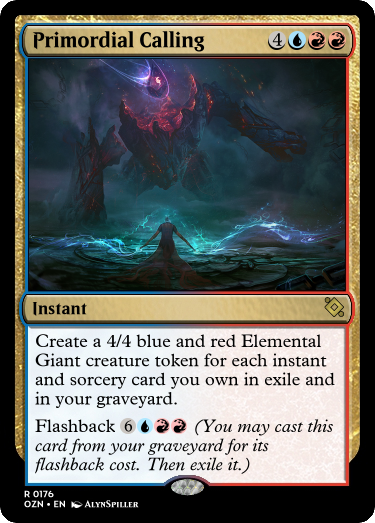 Primordial Calling 4
Instant
Create a 4/4 blue and red Elemental
Giant creature token for each instant
and sorcery card you own in exile and
in your graveyard.
Flashback 6 (You may cast this
card from your graveyard for its
flashback cost. Then exile it.)
R 0176
OZN • EN AlynSpiller